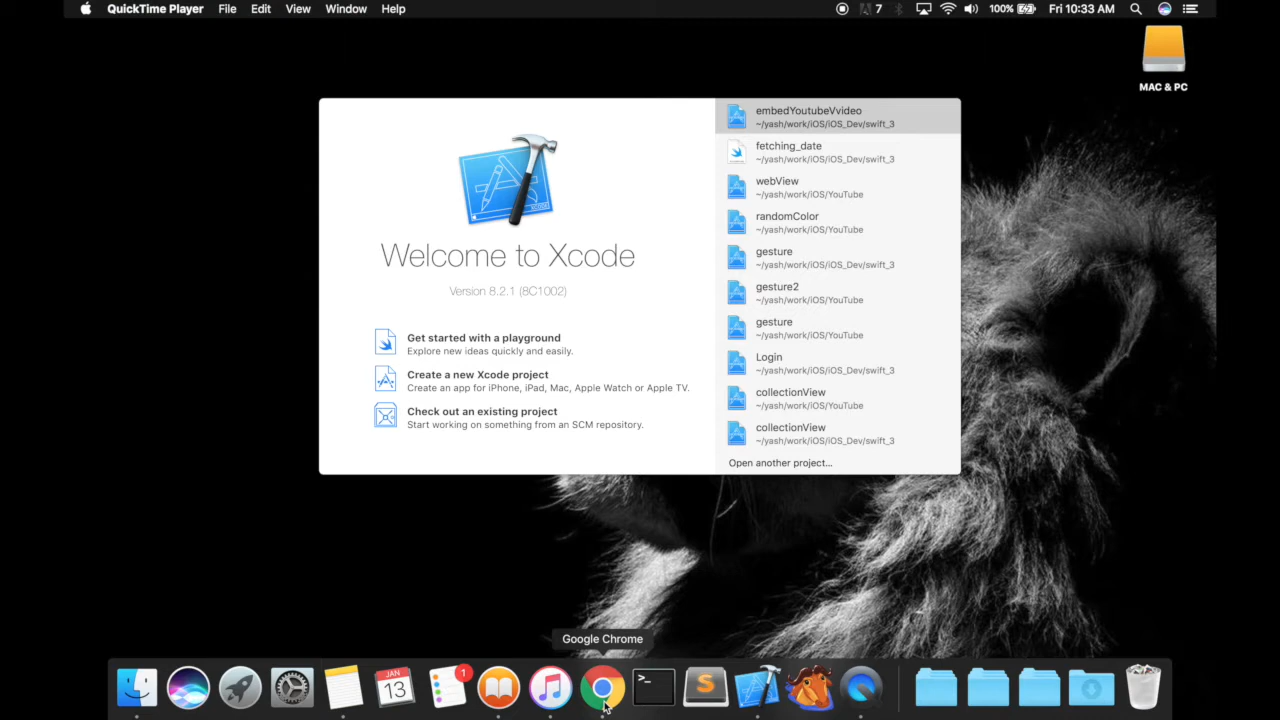 QuickTime Player File Edit View Window Help 7 100% Fri 10:33 AM
MAC & PC
Welcome to Xcode
Version 8.2.1 (8C1002)
Get started with a playground
Explore new ideas quickly and easily.
Create a new Xcode project
Create an app for iPhone, iPad, Mac, Apple Watch or Apple TV.
Check out an existing project
Start working on something from an SCM repository.
embedYoutubeVvideo
~/yash/work/iOS/iOS_Dev/swift_3
fetching_date
~/yash/work/iOS/iOS_Dev/swift_3
webView
~/yash/work/iOS/YouTube
randomColor
~/yash/work/iOS/YouTube
gesture
~/yash/work/iOS/iOS_Dev/swift_3
gesture2
~/yash/work/iOS/YouTube
gesture
~/yash/work/iOS/YouTube
Login
~/yash/work/iOS/iOS_Dev/swift_3
collectionView
~/yash/work/iOS/YouTube
collectionView
~/yash/work/iOS/iOS_Dev/swift_3
Open another project...
Google Chrome
JAN
13
1
>_
S